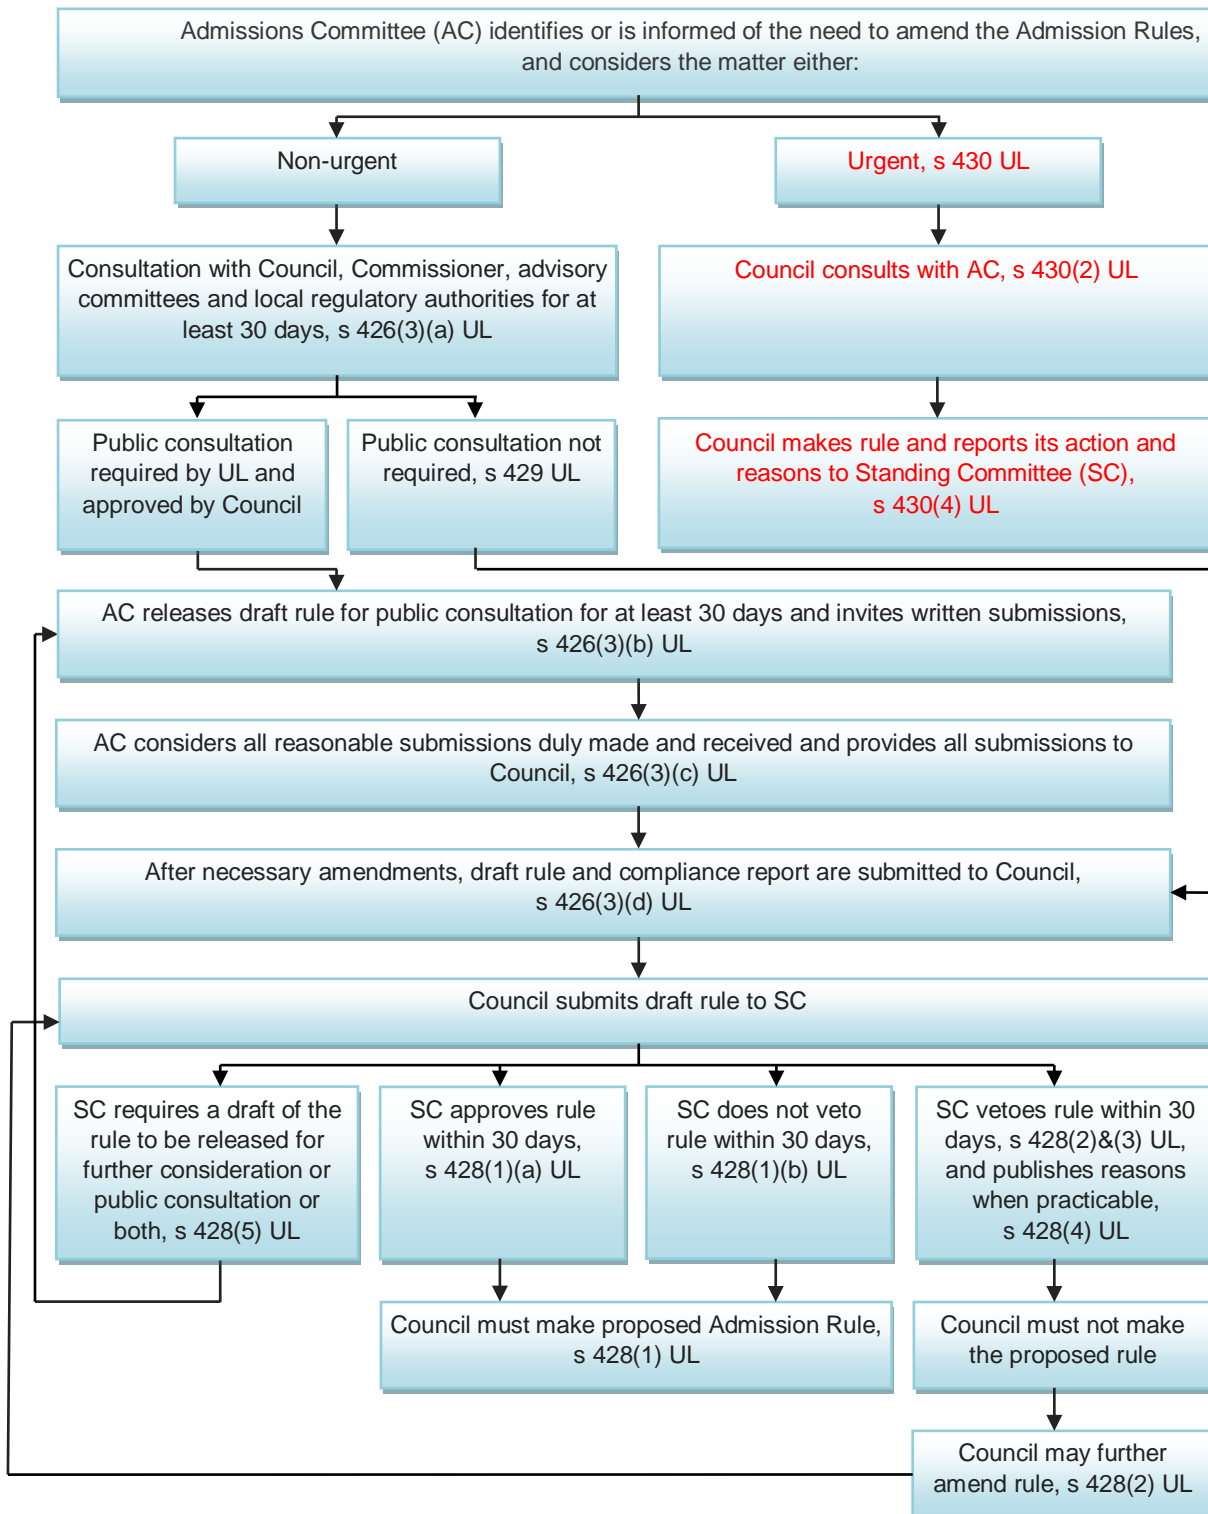 Admissions Committee (AC) identifies or is informed of the need to amend the Admission Rules,
and considers the matter either:
Non-urgent
Urgent, s 430 UL
Consultation with Council, Commissioner, advisory
committees and local regulatory authorities for at
least 30 days, s 426(3)(a) UL
Council consults with AC, s 430(2) UL
Public consultation
required by UL and
approved by Council
Public consultation not
required, s 429 UL
Council makes rule and reports its action and
reasons to Standing Committee (SC),
s 430(4) UL
AC releases draft rule for public consultation for at least 30 days and invites written submissions,
s 426(3)(b) UL
AC considers all reasonable submissions duly made and received and provides all submissions to
Council, s 426(3)(c) UL
After necessary amendments, draft rule and compliance report are submitted to Council,
s 426(3)(d) UL
Council submits draft rule to SC
SC requires a draft of the
rule to be released for
further consideration or
public consultation or
both, s 428(5) UL
SC approves rule
within 30 days,
s 428(1)(a) UL
SC does not veto
rule within 30 days,
s 428(1)(b) UL
SC vetoes rule within 30
days, s 428(2)&(3) UL,
and publishes reasons
when practicable,
s 428(4) UL
Council must make proposed Admission Rule,
s 428(1) UL
Council must not make
the proposed rule
Council may further
amend rule, s 428(2) UL